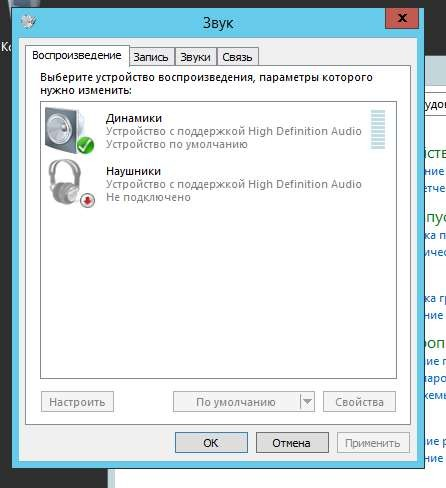 Звук
Воспроизведение
Запись
Звуки
Связь
Выберите устройство воспроизведения, параметры которого
нужно изменить:
Динамики
Устройство с поддержкой High Definition Audio
Устройство по умолчанию
Наушники
Устройство с поддержкой High Definition Audio
Не подключено
Настроить
По умолчанию
Свойства
ОК
Отмена
Применить